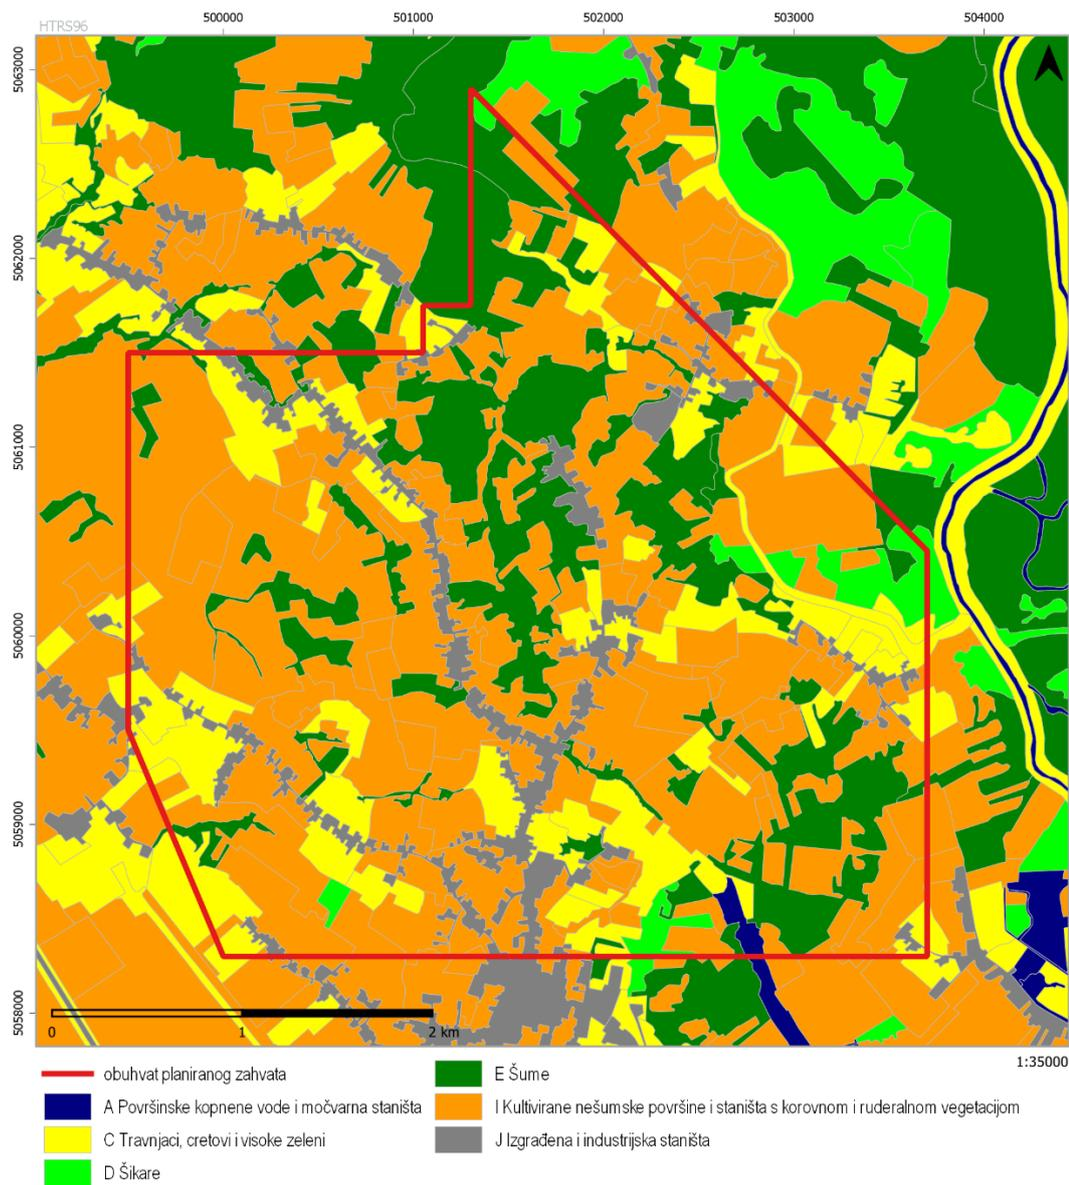 HTRS96
500000
501000
502000
503000
504000
5063000
5062000
5061000
5060000
5059000
5058000
0
1
2 km
1:35000
obuhvat planiranog zahvata
A Površinske kopnene vode i močvarna staništa
C Travnjaci, cretovi i visoke zeleni
D Šikare
E Šume
I Kultivirane nešumske površine i staništa s korovnom i ruderalnom vegetacijom
J Izgrađena i industrijska staništa